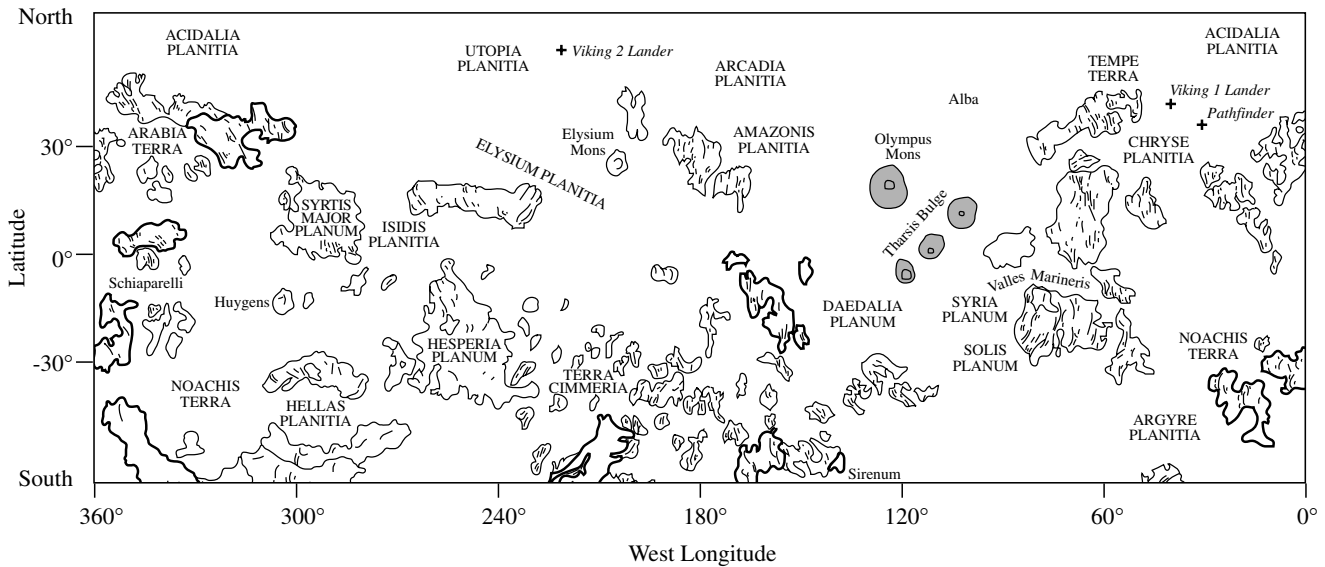 North
ACIDALIA
PLANITIA
UTOPIA
PLANITIA
Viking 2 Lander
ARCADIA
PLANITIA
Alba
TEMPE
TERRA
ACIDALIA
PLANITIA
Viking 1 Lander
Pathfinder
ARABIA
TERRA
Elysium
Mons
ELYSIUM PLANITIA
AMAZONIS
PLANITIA
Olympus
Mons
CHRYSE
PLANITIA
30°
SYRTIS
MAJOR
PLANUM
ISIDIS
PLANITIA
Tharsis Bulge
Latitude
0°
Schiaparelli
Huygens
Valles Marineris
DAEDALIA
PLANUM
SYRIA
PLANUM
HESPERIA
PLANUM
SOLIS
PLANUM
NOACHIS
TERRA
-30°
NOACHIS
TERRA
HELLAS
PLANITIA
TERRA
CIMMERIA
ARGYRE
PLANITIA
Sirenum
South
360° 300° 240° 180° 120° 60° 0°
West Longitude